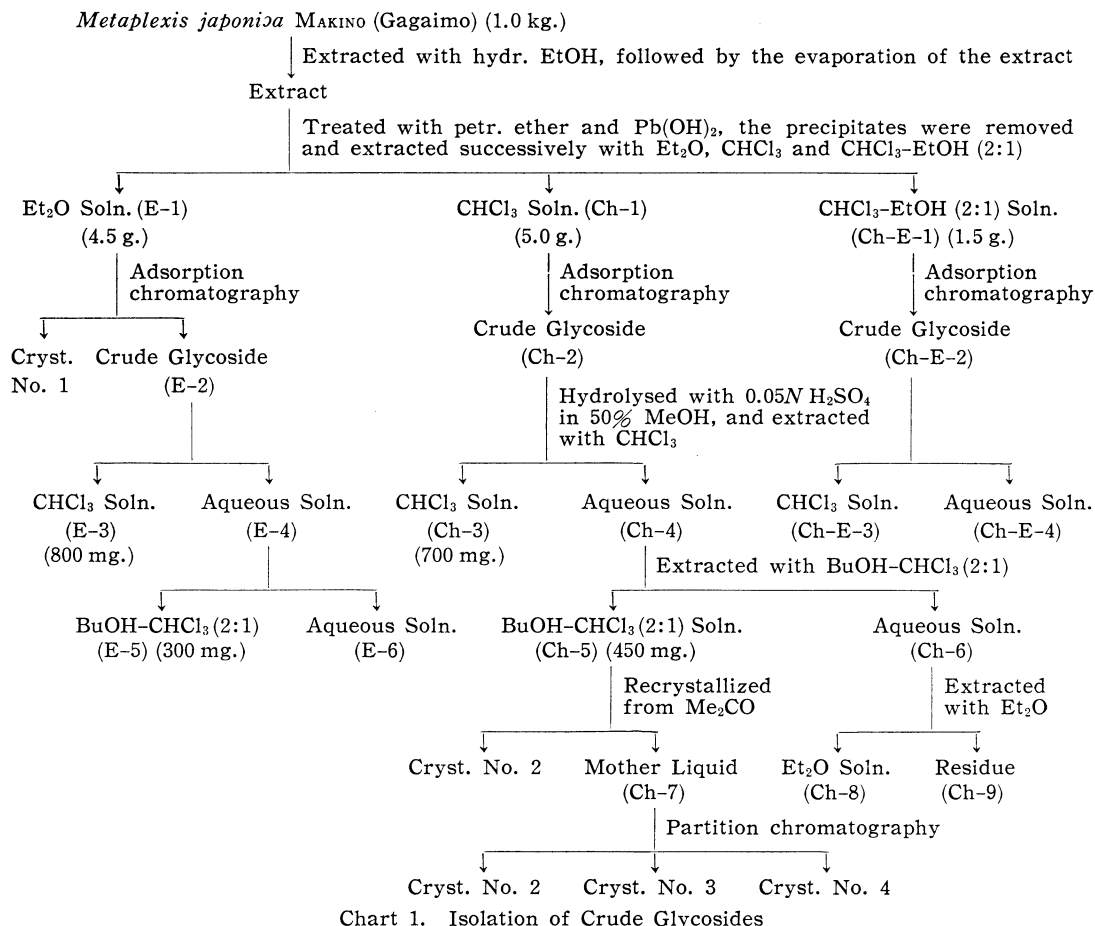 Metaplexis japonica MAKINO (Gagaimo) (1.0 kg.)
Extracted with hydr. EtOH, followed by the evaporation of the extract
Extract
Treated with petr. ether and Pb(OH)₂, the precipitates were removed
and extracted successively with Et₂O, CHCl₃ and CHCl₃-EtOH (2:1)
Et₂O Soln. (E-1)
(4.5 g.)
CHCl₃ Soln. (Ch-1)
(5.0 g.)
CHCl₃-EtOH (2:1) Soln.
(Ch-E-1) (1.5 g.)
Adsorption
chromatography
Adsorption
chromatography
Adsorption
chromatography
Cryst.
No. 1
Crude Glycoside
(E-2)
Crude Glycoside
(Ch-2)
Crude Glycoside
(Ch-E-2)
Hydrolysed with 0.05N H₂SO₄
in 50% MeOH, and extracted
with CHCl₃
CHCl₃ Soln.
(E-3)
(800 mg.)
Aqueous Soln.
(E-4)
CHCl₃ Soln.
(Ch-3)
(700 mg.)
Aqueous Soln.
(Ch-4)
CHCl₃ Soln.
(Ch-E-3)
Aqueous Soln.
(Ch-E-4)
Extracted with BuOH-CHCl₃ (2:1)
BuOH-CHCl₃ (2:1)
(E-5) (300 mg.)
Aqueous Soln.
(E-6)
BuOH-CHCl₃ (2:1) Soln.
(Ch-5) (450 mg.)
Aqueous Soln.
(Ch-6)
Recrystallized
from Me₂CO
Extracted
with Et₂O
Cryst. No. 2
Mother Liquid
(Ch-7)
Et₂O Soln.
(Ch-8)
Residue
(Ch-9)
Partition chromatography
Cryst. No. 2
Cryst. No. 3
Cryst. No. 4
Chart 1. Isolation of Crude Glycosides